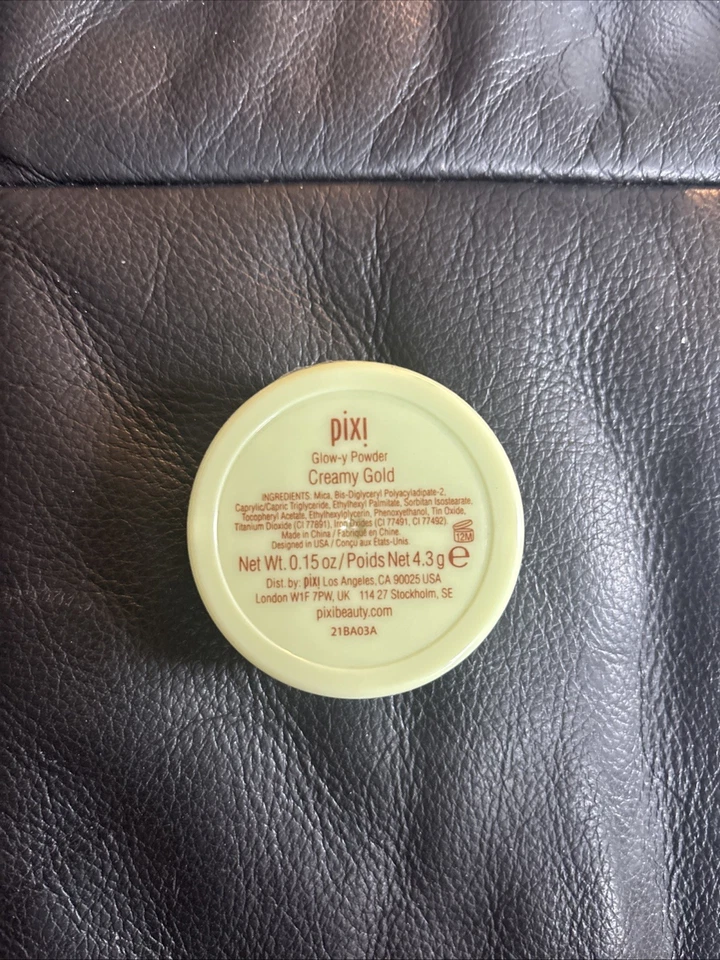 pixi
Glow-y Powder
Creamy Gold
INGREDIENTS: Mica, Bis-Diglyceryl Polyacyladipate-2,
Caprylic/Capric Triglyceride, Ethylhexyl Palmitate, Sorbitan Isostearate,
Tocopheryl Acetate, Ethylhexylglycerin, Phenoxyethanol, Tin Oxide,
Titanium Dioxide (CI 77891), Iron Oxides (CI 77491, CI 77492).
Made in China / Fabriqué en Chine.
Designed in USA / Conçu aux États-Unis.
12M
Net Wt. 0.15 oz / Poids Net 4.3 g e
Dist. by: pixi Los Angeles, CA 90025 USA
London W1F 7PW, UK 114 27 Stockholm, SE
pixibeauty.com
21BA03A